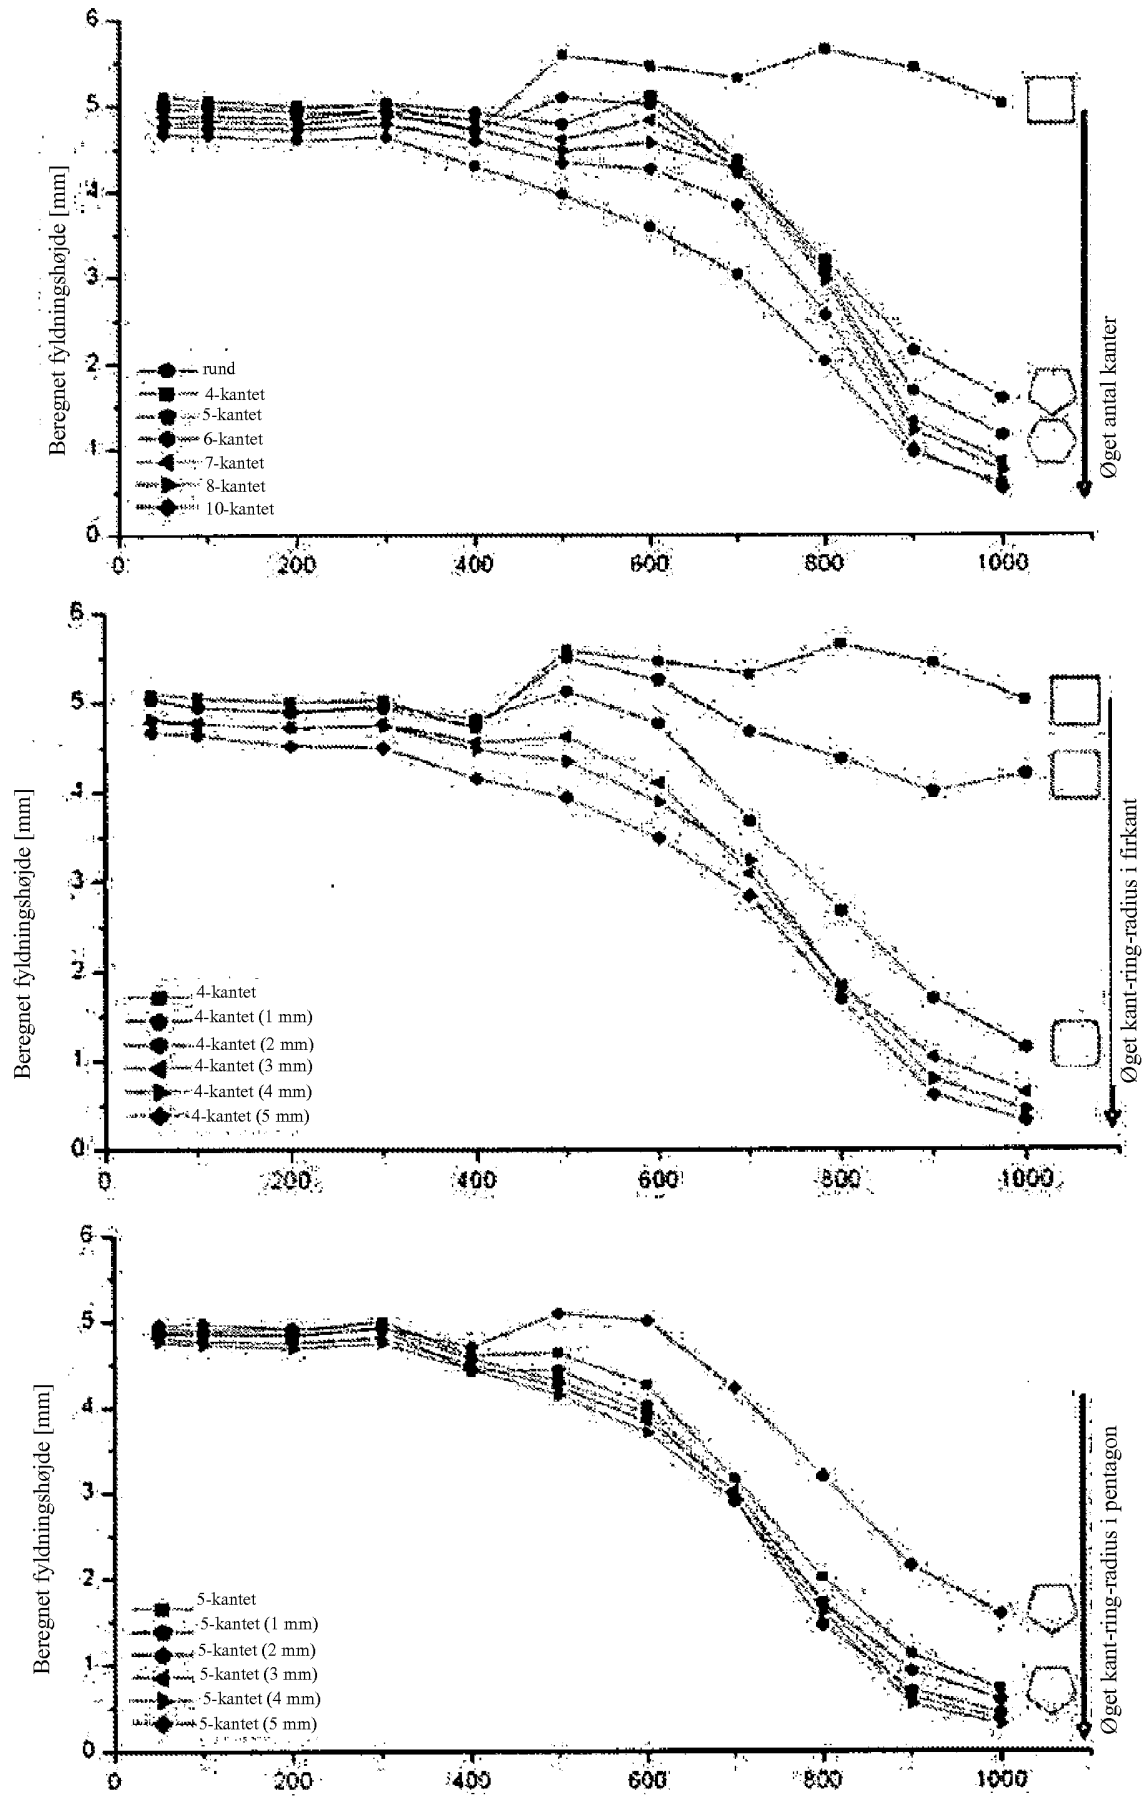 6
5
4
3
2
1
0
Beregnet fyldningshøjde [mm]
rund
4-kantet
5-kantet
6-kantet
7-kantet
8-kantet
10-kantet
0 200 400 600 800 1000
Øget antal kanter
6
5
4
3
2
1
0
Beregnet fyldningshøjde [mm]
4-kantet
4-kantet (1 mm)
4-kantet (2 mm)
4-kantet (3 mm)
4-kantet (4 mm)
4-kantet (5 mm)
0 200 400 600 800 1000
Øget kant-ring-radius i firkant
6
5
4
3
2
1
0
Beregnet fyldningshøjde [mm]
5-kantet
5-kantet (1 mm)
5-kantet (2 mm)
5-kantet (3 mm)
5-kantet (4 mm)
5-kantet (5 mm)
0 200 400 600 800 1000
Øget kant-ring-radius i pentagon